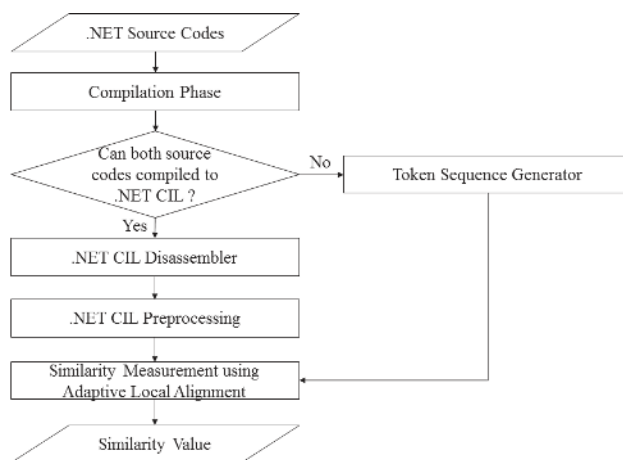 .NET Source Codes
Compilation Phase
Can both source
codes compiled to
.NET CIL ?
No
Token Sequence Generator
Yes
.NET CIL Disassembler
.NET CIL Preprocessing
Similarity Measurement using
Adaptive Local Alignment
Similarity Value